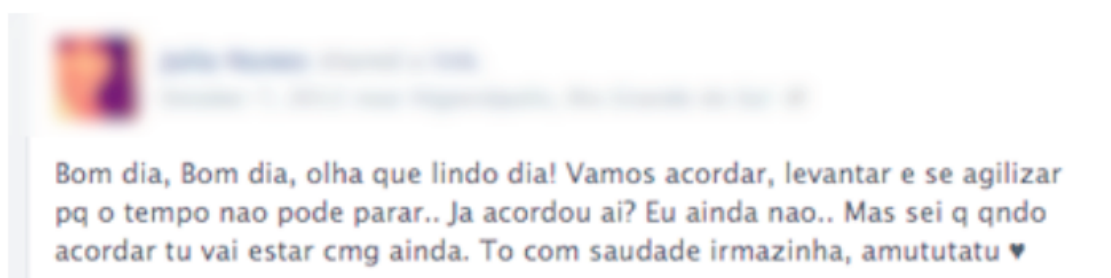 Bom dia, Bom dia, olha que lindo dia! Vamos acordar, levantar e se agilizar
pq o tempo nao pode parar.. Ja acordou ai? Eu ainda nao.. Mas sei q qndo
acordar tu vai estar cmg ainda. To com saudade irmazinha, amututatu ♥